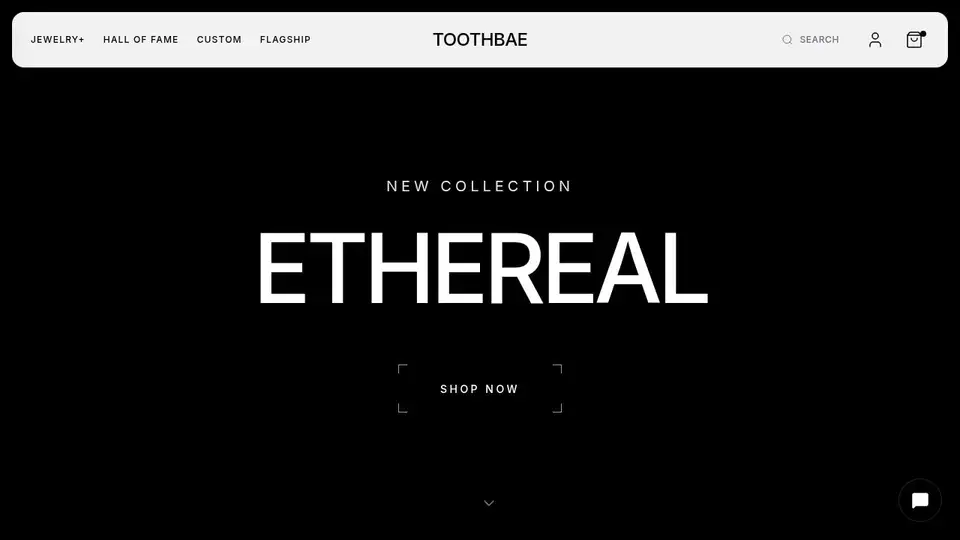 JEWELRY+ HALL OF FAME CUSTOM FLAGSHIP TOOTHBAE SEARCH
NEW COLLECTION
ETHEREAL
SHOP NOW